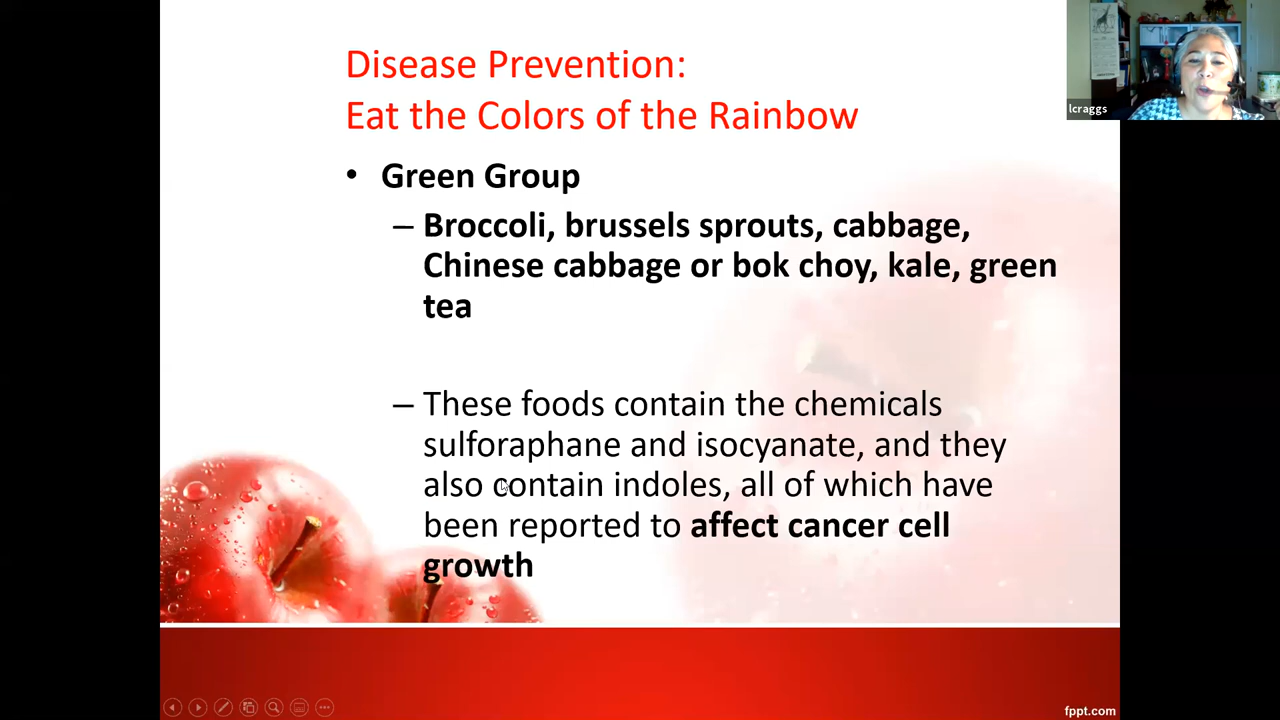 Disease Prevention:
Eat the Colors of the Rainbow
lcraggs
• Green Group
– Broccoli, brussels sprouts, cabbage,
Chinese cabbage or bok choy, kale, green
tea
– These foods contain the chemicals
sulforaphane and isocyanate, and they
also contain indoles, all of which have
been reported to affect cancer cell
growth
fppt.com